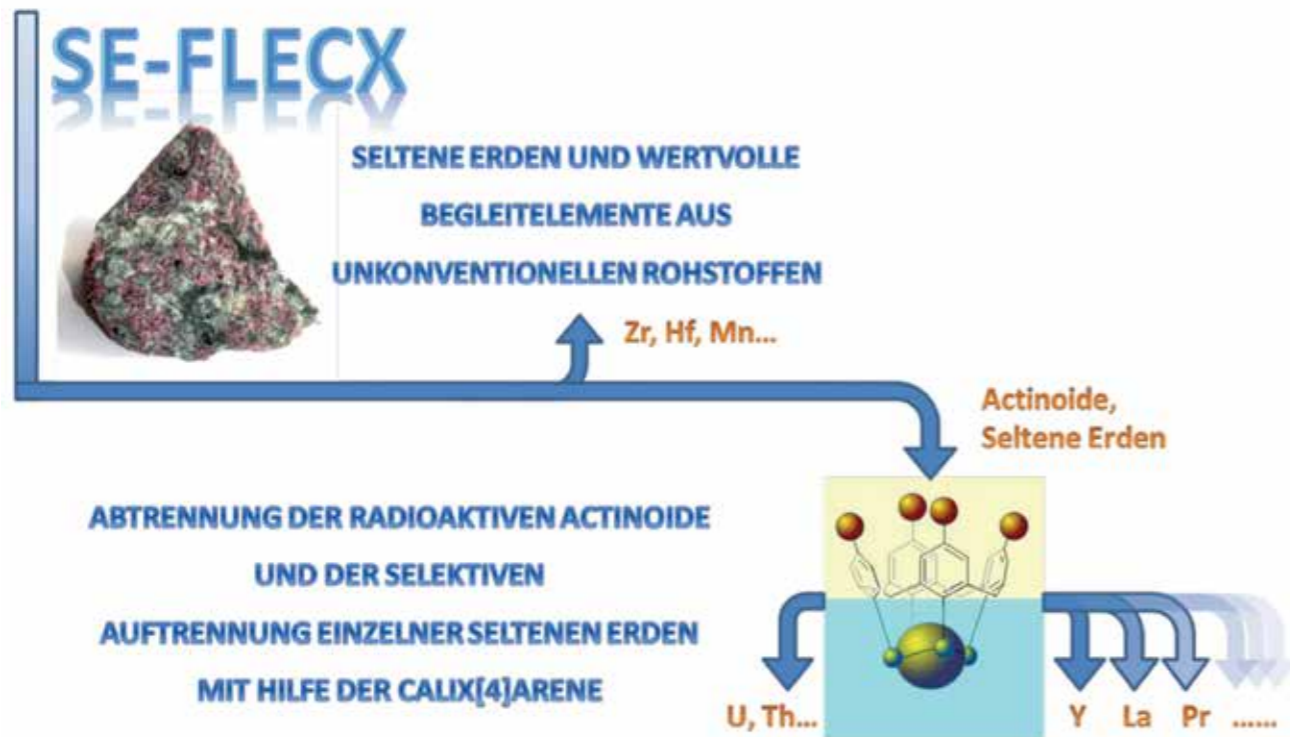 SE-FLECX
SELTENE ERDEN UND WERTVOLLE
BEGLEITELEMENTE AUS
UNKONVENTIONELLEN ROHSTOFFEN
Zr, Hf, Mn...
Actinoide,
Seltene Erden
ABTRENNUNG DER RADIOAKTIVEN ACTINOIDE
UND DER SELEKTIVEN
AUFTRENNUNG EINZELNER SELTENEN ERDEN
MIT HILFE DER CALIX[4]ARENE
U, Th...
Y La Pr ......